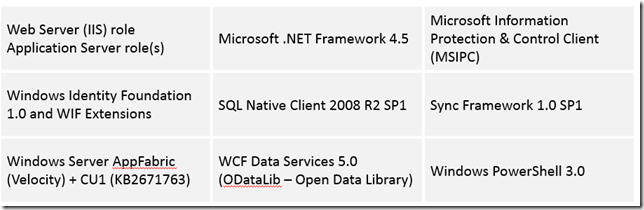 Web Server (IIS) role
Application Server role(s)
Microsoft .NET Framework 4.5
Microsoft Information
Protection & Control Client
(MSIPC)
Windows Identity Foundation
1.0 and WIF Extensions
SQL Native Client 2008 R2 SP1
Sync Framework 1.0 SP1
Windows Server AppFabric
(Velocity) + CU1 (KB2671763)
WCF Data Services 5.0
(ODataLib – Open Data Library)
Windows PowerShell 3.0